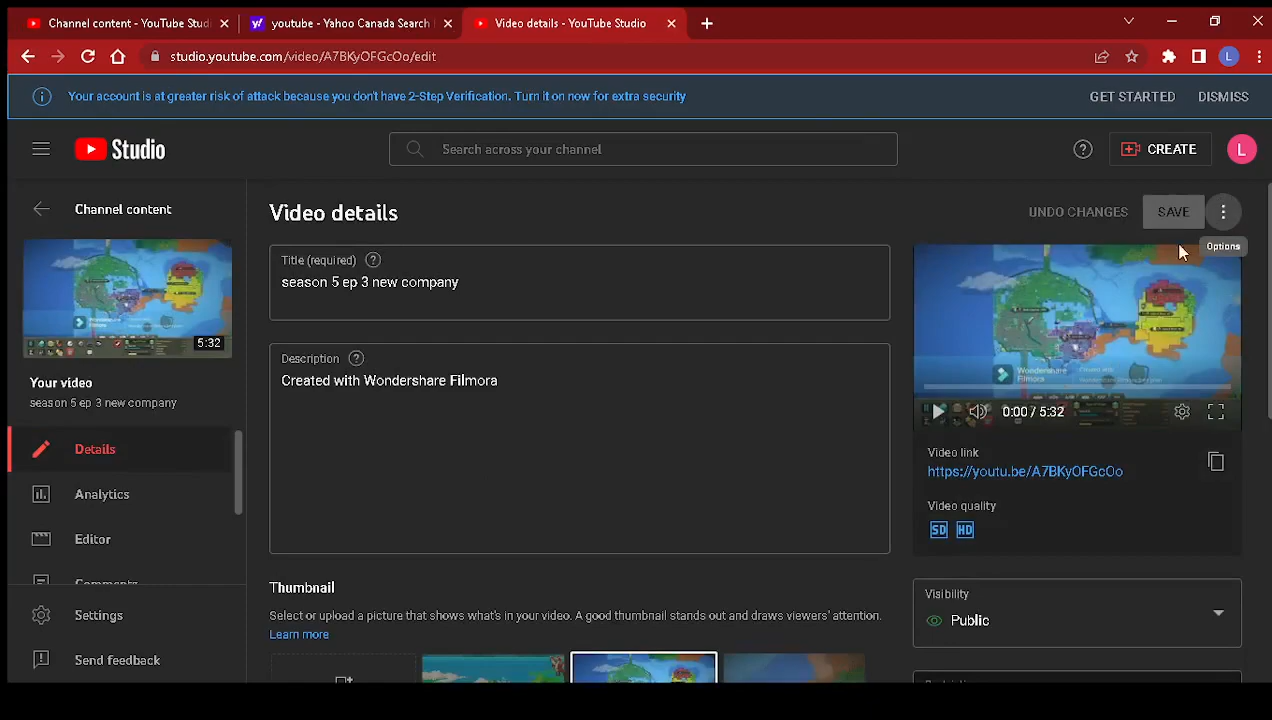 Channel content - YouTube Studi
youtube - Yahoo Canada Search
Video details - YouTube Studio
studio.youtube.com/video/A7BKyOFGcOo/edit
L
Your account is at greater risk of attack because you don't have 2-Step Verification. Turn it on now for extra security
GET STARTED
DISMISS
Studio
Search across your channel
CREATE
L
Channel content
Video details
UNDO CHANGES
SAVE
Options
5:32
Your video
season 5 ep 3 new company
Details
Analytics
Editor
Comments
Settings
Send feedback
Title (required)
season 5 ep 3 new company
Description
Created with Wondershare Filmora
Thumbnail
Select or upload a picture that shows what's in your video. A good thumbnail stands out and draws viewers' attention.
Learn more
Wondershare
Filmora
0:00 / 5:32
Video link
https://youtu.be/A7BKyOFGcOo
Video quality
SD HD
Visibility
Public